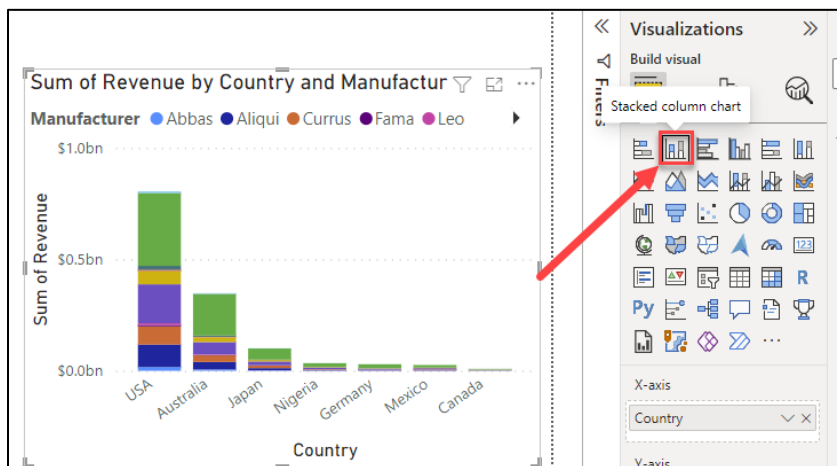 Visualizations
Build visual
Filters
Stacked column chart
Sum of Revenue by Country and Manufactur
Manufacturer Abbas Aliqui Currus Fama Leo
$1.0bn
$0.5bn
$0.0bn
Sum of Revenue
USA
Australia
Japan
Nigeria
Germany
Mexico
Canada
Country
123
R
Py
X-axis
Country
Y-axis